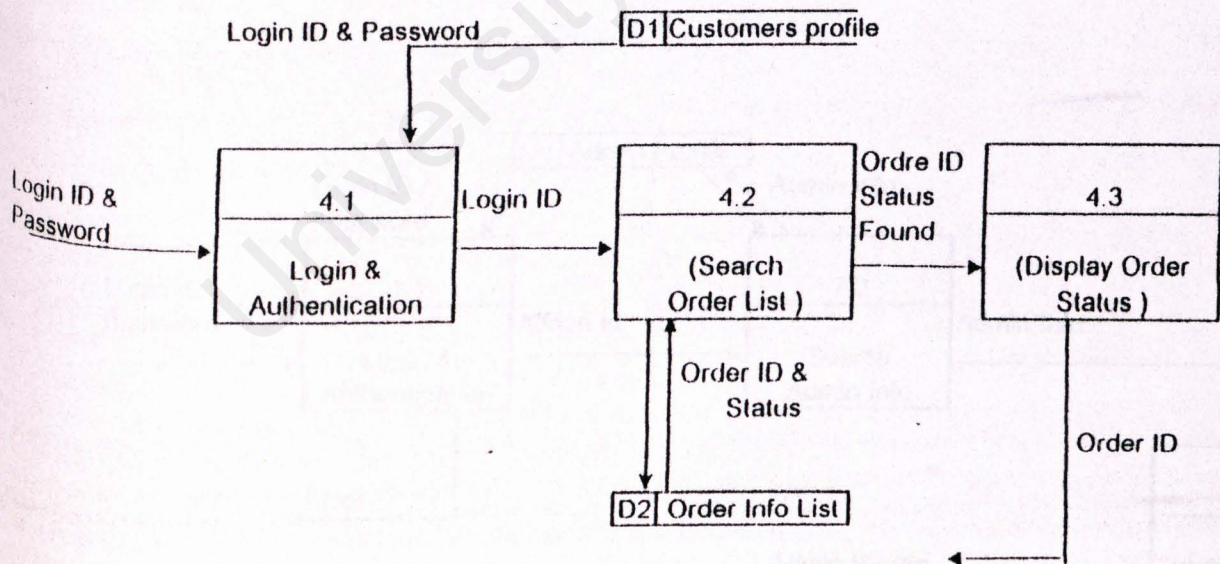 Login ID & Password
D1 Customers profile
Login ID &
Password
4.1
Login &
Authentication
Login ID
4.2
(Search
Order List )
Ordre ID
Status
Found
4.3
(Display Order
Status )
Order ID &
Status
D2 Order Info List
Order ID
University